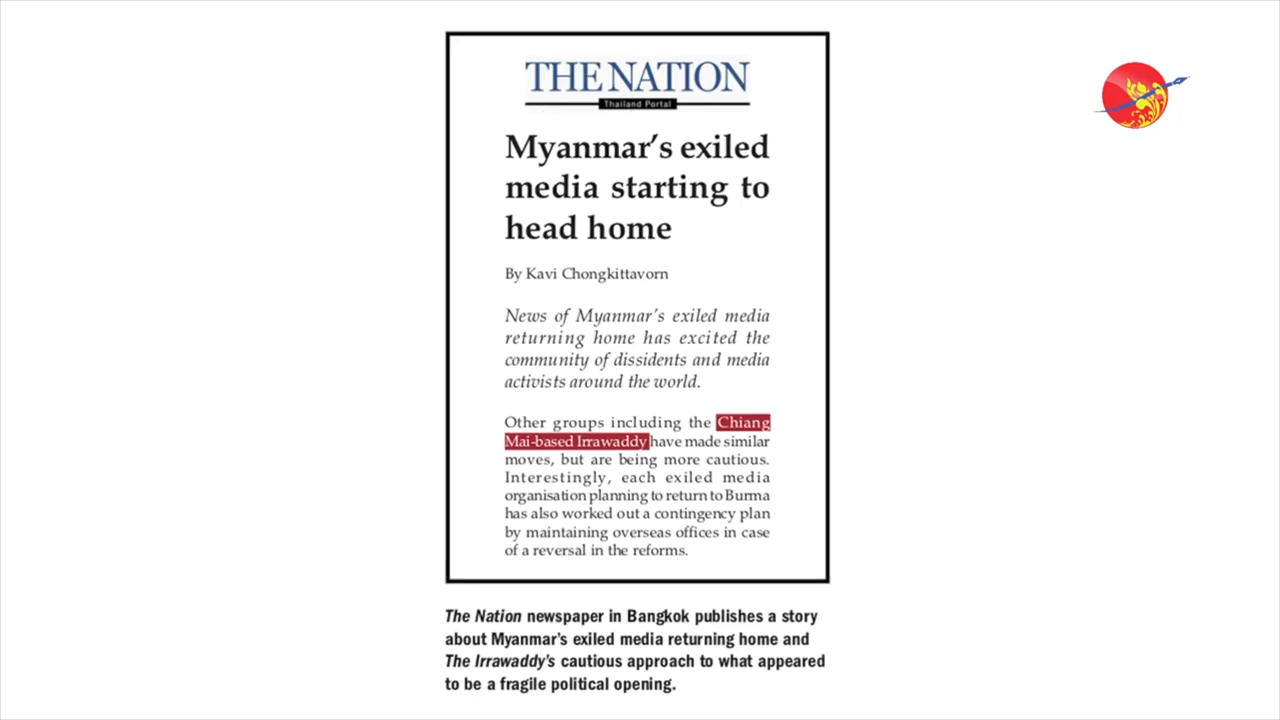 THE NATION
Thailand Portal
Myanmar’s exiled
media starting to
head home
By Kavi Chongkittavorn
News of Myanmar’s exiled media
returning home has excited the
community of dissidents and media
activists around the world.
Other groups including the Chiang
Mai-based Irrawaddy have made similar
moves, but are being more cautious.
Interestingly, each exiled media
organisation planning to return to Burma
has also worked out a contingency plan
by maintaining overseas offices in case
of a reversal in the reforms.
The Nation newspaper in Bangkok publishes a story
about Myanmar’s exiled media returning home and
The Irrawaddy’s cautious approach to what appeared
to be a fragile political opening.